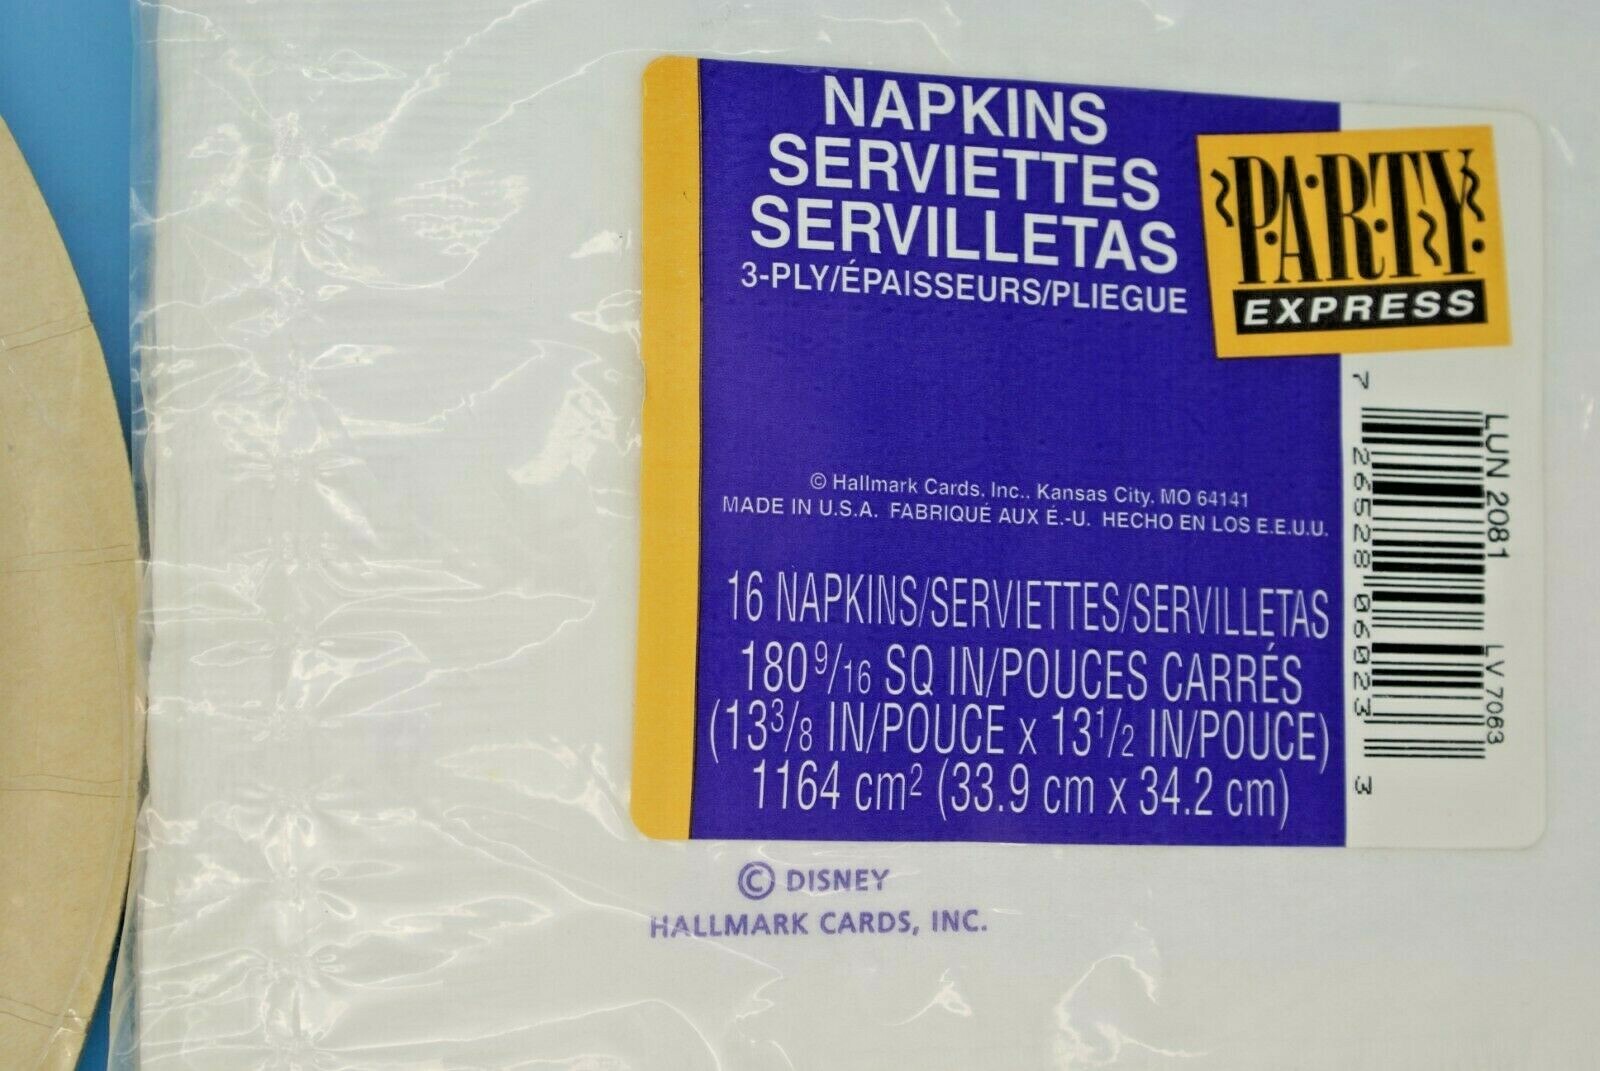 NAPKINS
SERVIETTES
SERVILLETAS
3-PLY/ÉPAISSEURS/PLIEGUE
PARTY
EXPRESS
© Hallmark Cards, Inc., Kansas City, MO 64141
MADE IN U.S.A. FABRIQUÉ AUX É.-U. HECHO EN LOS E.E.U.U.
16 NAPKINS/SERVIETTES/SERVILLETAS
180 9/16 SQ IN/POUCES CARRÉS
(13 3/8 IN/POUCE x 13 1/2 IN/POUCE)
1164 cm² (33.9 cm x 34.2 cm)
LUN 2081 LV 7063
7 26528 06023 3
© DISNEY
HALLMARK CARDS, INC.